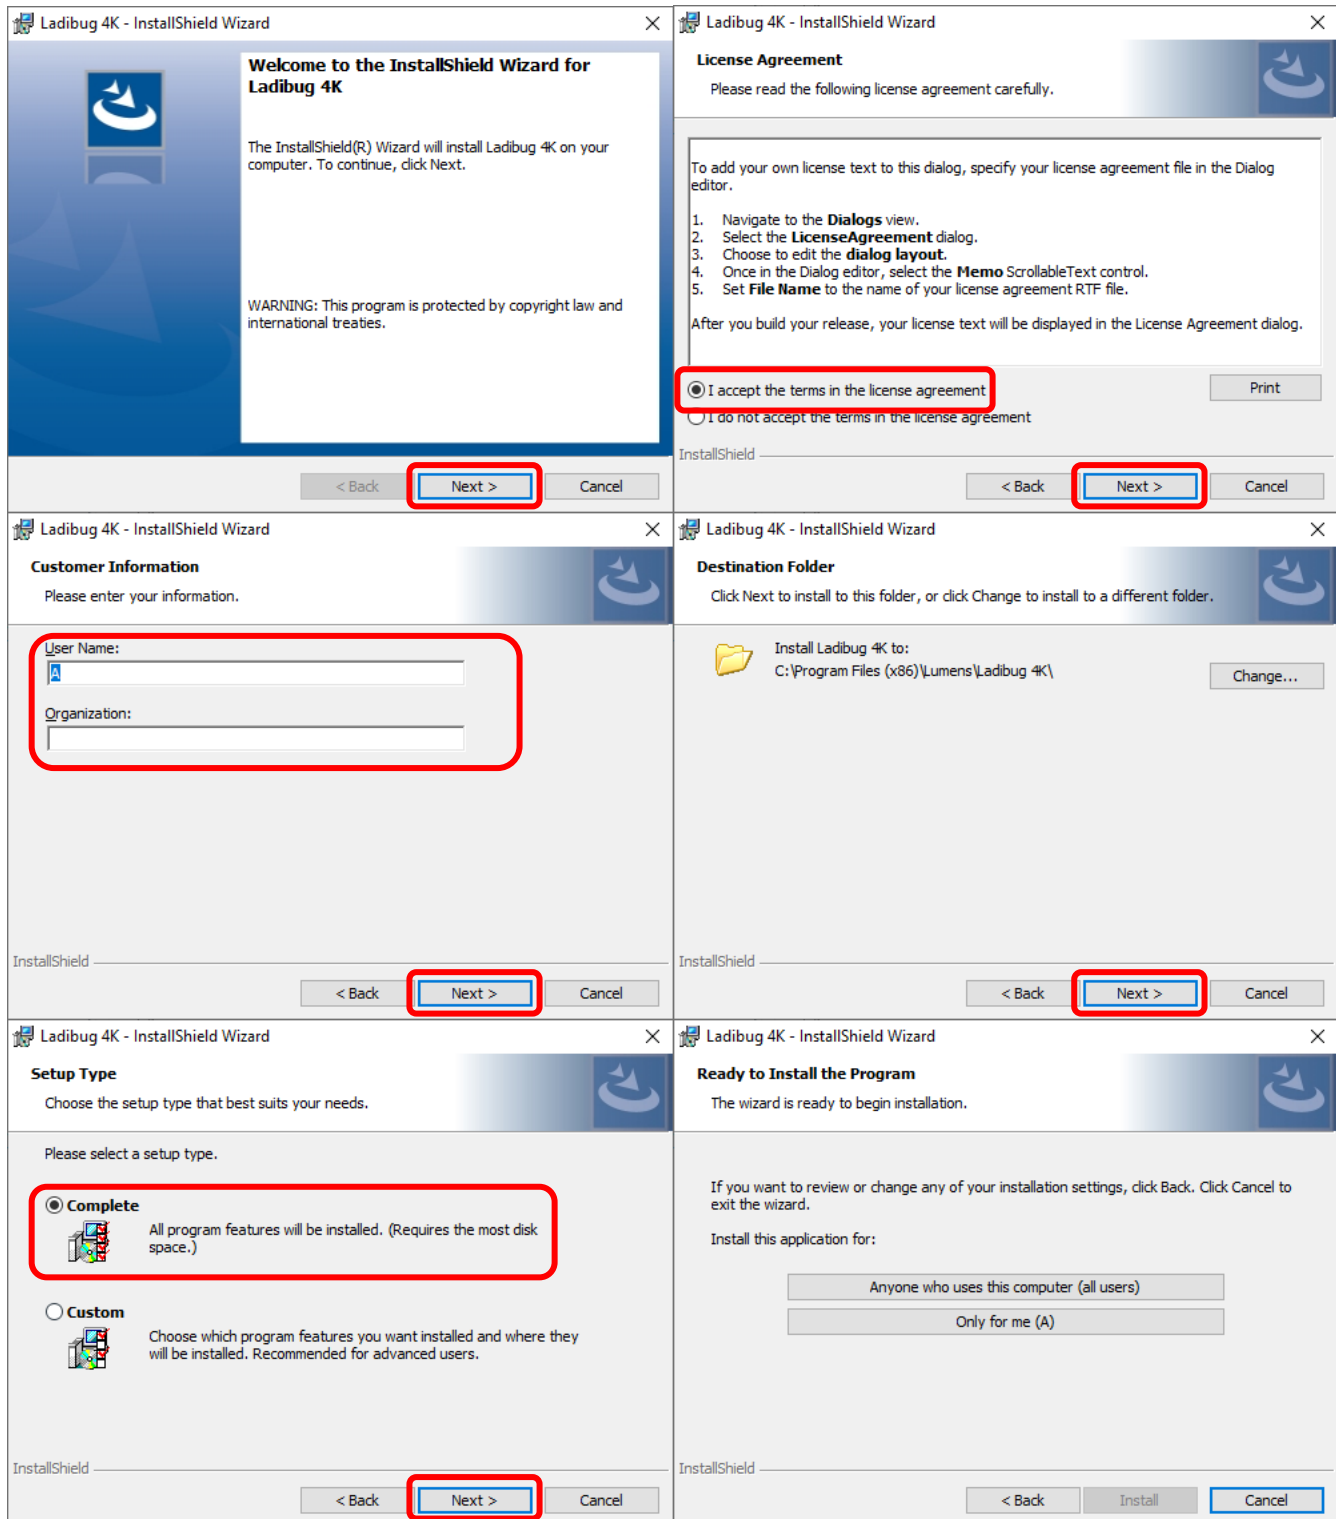 Ladibug 4K - InstallShield Wizard
Welcome to the InstallShield Wizard for
Ladibug 4K
The InstallShield(R) Wizard will install Ladibug 4K on your
computer. To continue, click Next.
WARNING: This program is protected by copyright law and
international treaties.
< Back
Next >
Cancel
Ladibug 4K - InstallShield Wizard
License Agreement
Please read the following license agreement carefully.
To add your own license text to this dialog, specify your license agreement file in the Dialog
editor.
1. Navigate to the Dialogs view.
2. Select the LicenseAgreement dialog.
3. Choose to edit the dialog layout.
4. Once in the Dialog editor, select the Memo ScrollableText control.
5. Set File Name to the name of your license agreement RTF file.
After you build your release, your license text will be displayed in the License Agreement dialog.
I accept the terms in the license agreement
Print
I do not accept the terms in the license agreement
InstallShield
< Back
Next >
Cancel
Ladibug 4K - InstallShield Wizard
Customer Information
Please enter your information.
User Name:
A
Organization:
InstallShield
< Back
Next >
Cancel
Ladibug 4K - InstallShield Wizard
Destination Folder
Click Next to install to this folder, or click Change to install to a different folder.
Install Ladibug 4K to:
C:\Program Files (x86)\Lumens\Ladibug 4K\
Change...
InstallShield
< Back
Next >
Cancel
Ladibug 4K - InstallShield Wizard
Setup Type
Choose the setup type that best suits your needs.
Please select a setup type.
Complete
All program features will be installed. (Requires the most disk
space.)
Custom
Choose which program features you want installed and where they
will be installed. Recommended for advanced users.
InstallShield
< Back
Next >
Cancel
Ladibug 4K - InstallShield Wizard
Ready to Install the Program
The wizard is ready to begin installation.
If you want to review or change any of your installation settings, click Back. Click Cancel to
exit the wizard.
Install this application for:
Anyone who uses this computer (all users)
Only for me (A)
InstallShield
< Back
Install
Cancel